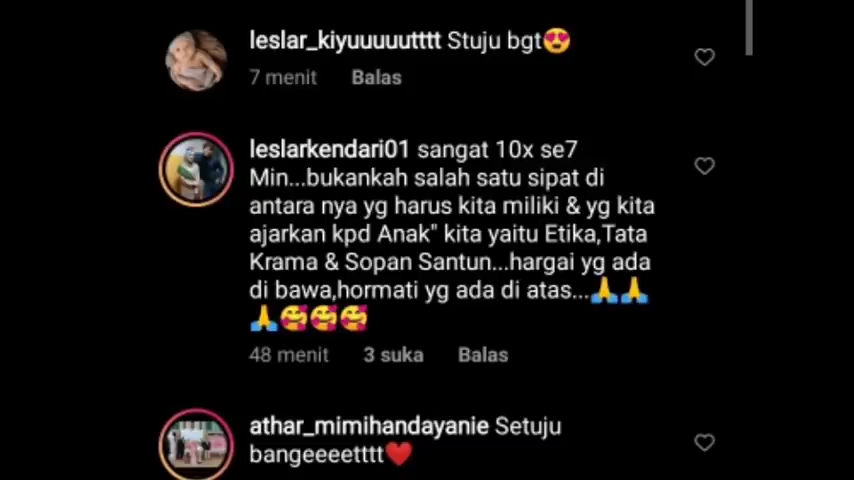 leslar_kiyuuuuutttt Stuju bgt😍
7 menit Balas
leslarkendari01 sangat 10x se7
Min...bukankah salah satu sipat di
antara nya yg harus kita miliki & yg kita
ajarkan kpd Anak" kita yaitu Etika,Tata
Krama & Sopan Santun...hargai yg ada
di bawa,hormati yg ada di atas...🙏🙏
🙏🥰🥰🥰
48 menit 3 suka Balas
athar_mimihandayanie Setuju
bangeeeetttt❤️